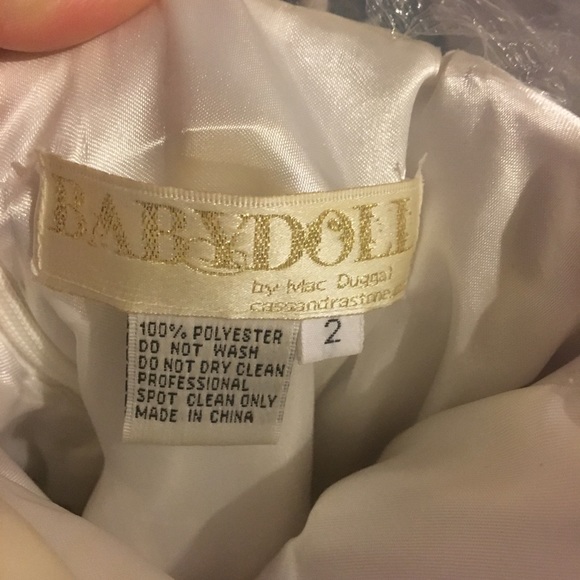 BABYDOLL
by Mac Duggal
cassandrastone
2
100% POLYESTER
DO NOT WASH
DO NOT DRY CLEAN
PROFESSIONAL
SPOT CLEAN ONLY
MADE IN CHINA